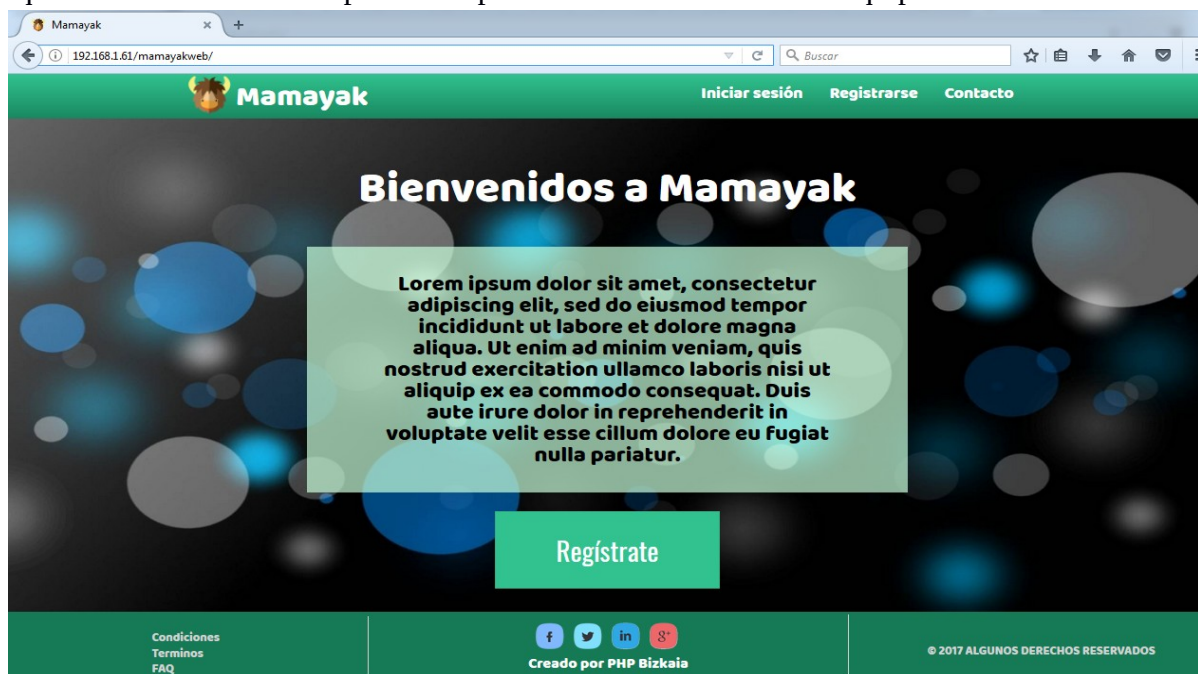 Mamayak
192.168.1.61/mamayakweb/
Buscar
Mamayak
Iniciar sesión Registrarse Contacto
Bienvenidos a Mamayak
Lorem ipsum dolor sit amet, consectetur
adipiscing elit, sed do eiusmod tempor
incididunt ut labore et dolore magna
aliqua. Ut enim ad minim veniam, quis
nostrud exercitation ullamco laboris nisi ut
aliquip ex ea commodo consequat. Duis
aute irure dolor in reprehenderit in
voluptate velit esse cillum dolore eu fugiat
nulla pariatur.
Regístrate
Condiciones
Terminos
FAQ
f in g+
Creado por PHP Bizkaia
© 2017 ALGUNOS DERECHOS RESERVADOS